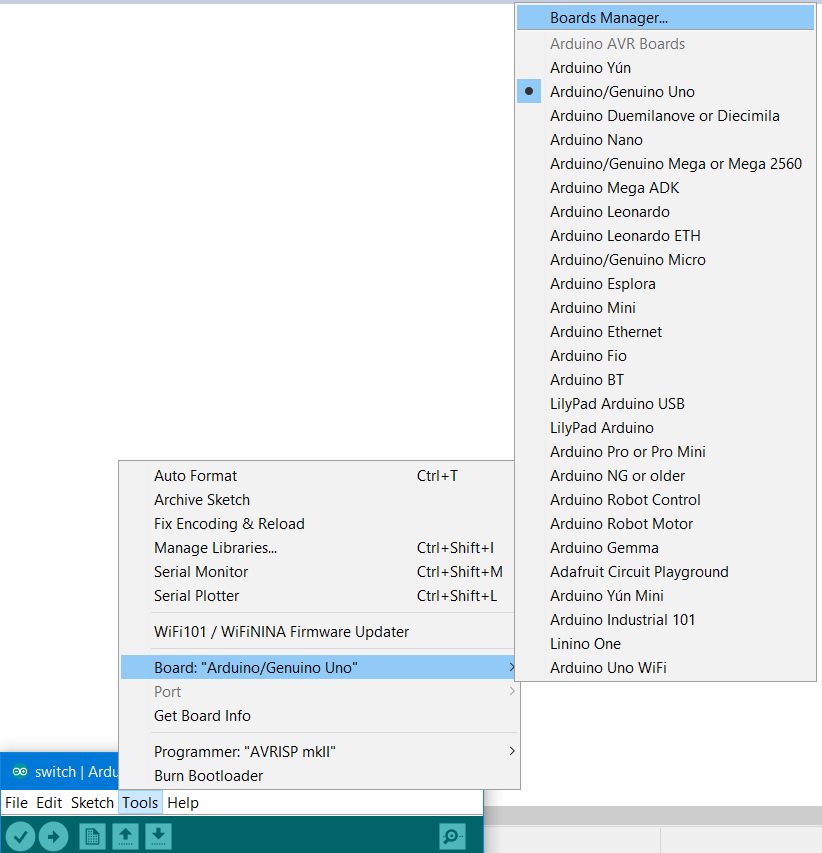 Boards Manager...
Arduino AVR Boards
Arduino Yún
Arduino/Genuino Uno
Arduino Duemilanove or Diecimila
Arduino Nano
Arduino/Genuino Mega or Mega 2560
Arduino Mega ADK
Arduino Leonardo
Arduino Leonardo ETH
Arduino/Genuino Micro
Arduino Esplora
Arduino Mini
Arduino Ethernet
Arduino Fio
Arduino BT
LilyPad Arduino USB
LilyPad Arduino
Arduino Pro or Pro Mini
Arduino NG or older
Arduino Robot Control
Arduino Robot Motor
Arduino Gemma
Adafruit Circuit Playground
Arduino Yún Mini
Arduino Industrial 101
Linino One
Arduino Uno WiFi
Auto Format Ctrl+T
Archive Sketch
Fix Encoding & Reload
Manage Libraries... Ctrl+Shift+I
Serial Monitor Ctrl+Shift+M
Serial Plotter Ctrl+Shift+L
WiFi101 / WiFiNINA Firmware Updater
Board: "Arduino/Genuino Uno"
Port
Get Board Info
Programmer: "AVRISP mkII"
Burn Bootloader
switch | Ardu
File Edit Sketch Tools Help